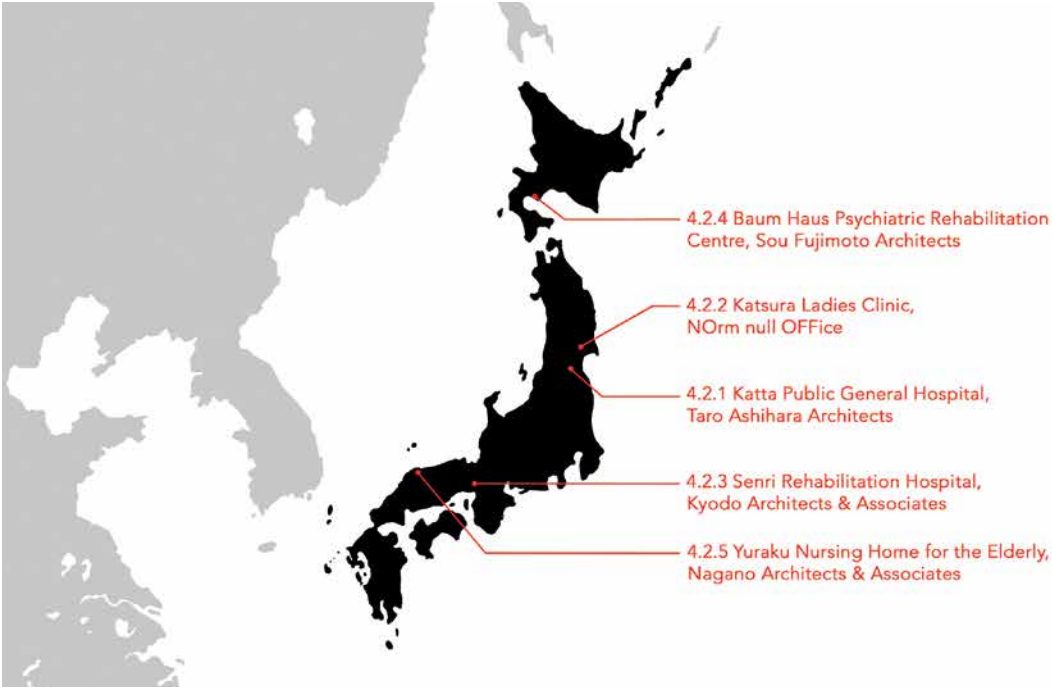 4.2.4 Baum Haus Psychiatric Rehabilitation
Centre, Sou Fujimoto Architects
4.2.2 Katsura Ladies Clinic,
NOrm null OFFice
4.2.1 Katta Public General Hospital,
Taro Ashihara Architects
4.2.3 Senri Rehabilitation Hospital,
Kyodo Architects & Associates
4.2.5 Yuraku Nursing Home for the Elderly,
Nagano Architects & Associates